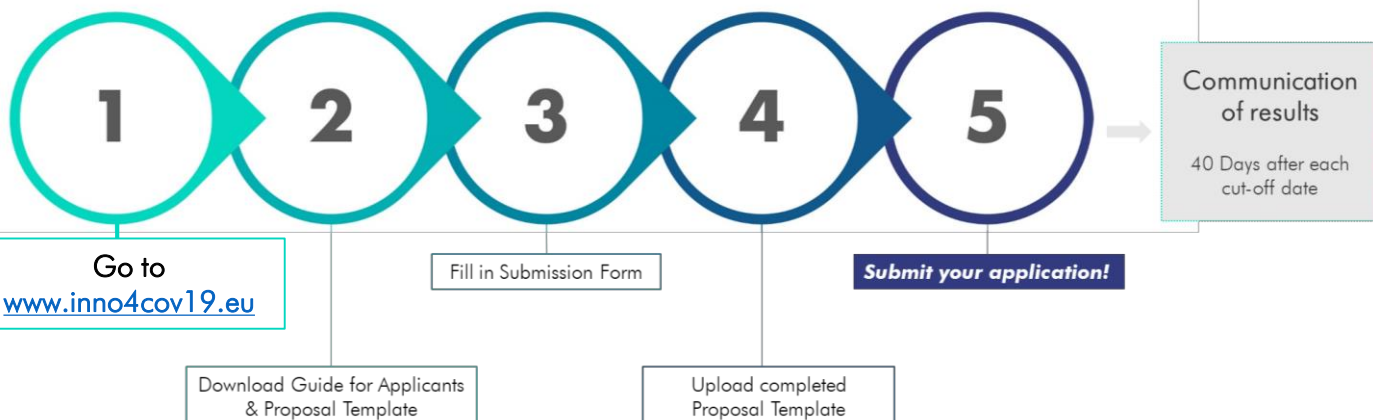 1
2
3
4
5
Communication
of results
40 Days after each
cut-off date
Go to
www.inno4cov19.eu
Fill in Submission Form
Submit your application!
Download Guide for Applicants
& Proposal Template
Upload completed
Proposal Template